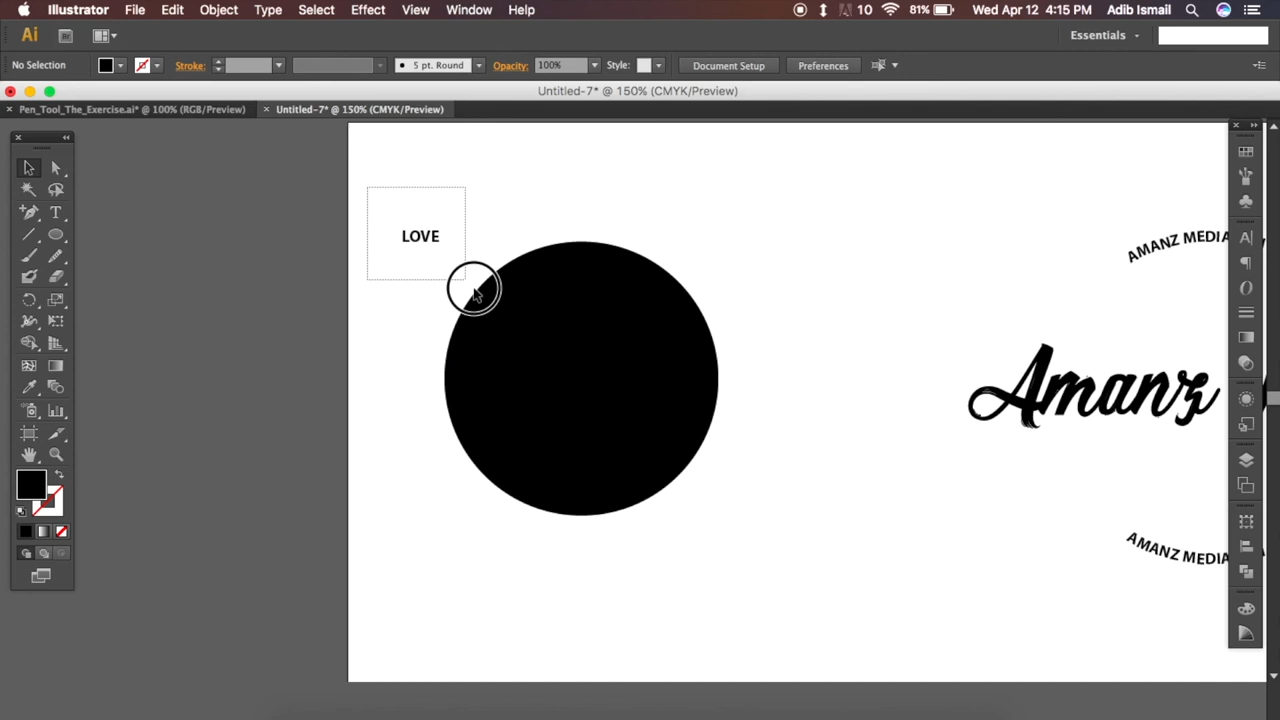 Illustrator File Edit Object Type Select Effect View Window Help 10 81% Wed Apr 12 4:15 PM Adib Ismail
Ai Br Essentials
No Selection Stroke: 5 pt. Round Opacity: 100% Style: Document Setup Preferences
Untitled-7* @ 150% (CMYK/Preview)
Pen_Tool_The_Exercise.ai* @ 100% (RGB/Preview) Untitled-7* @ 150% (CMYK/Preview)
LOVE
AMANZ MEDIA
Amanz
AMANZ MEDIA